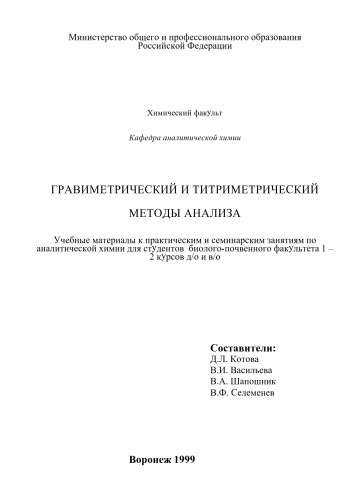 Министерство общего и профессионального образования
Российской Федерации
Химический факульт
Кафедра аналитической химии
ГРАВИМЕТРИЧЕСКИЙ И ТИТРИМЕТРИЧЕСКИЙ
МЕТОДЫ АНАЛИЗА
Учебные материалы к практическим и семинарским занятиям по
аналитической химии для студентов биолого-почвенного факультета 1 –
2 курсов д/о и в/о
Составители:
Д.Л. Котова
В.И. Васильева
В.А. Шапошник
В.Ф. Селеменев
Воронеж 1999